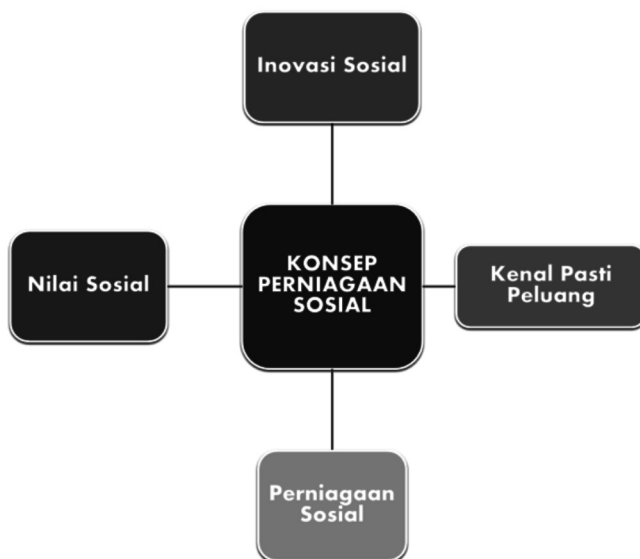 Inovasi Sosial
Nilai Sosial
KONSEP
PERNIAGAAN
SOSIAL
Kenal Pasti
Peluang
Perniagaan
Sosial